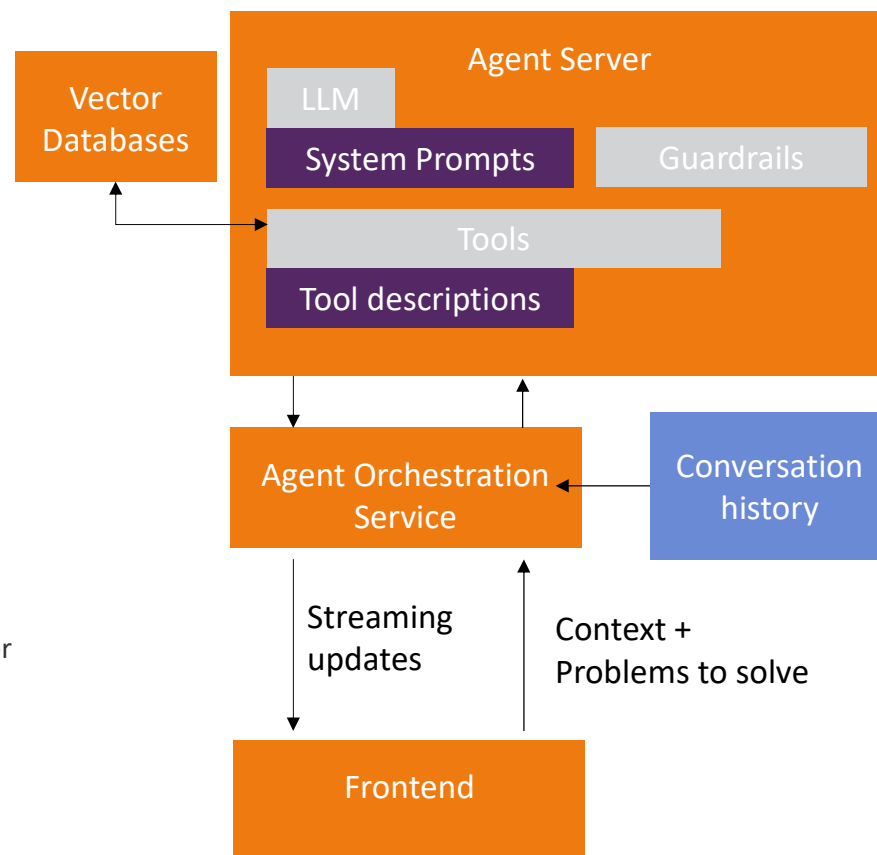 Agent Server
Vector
Databases
LLM
System Prompts
Guardrails
Tools
Tool descriptions
Agent Orchestration
Service
Conversation
history
Streaming
updates
Context +
Problems to solve
Frontend